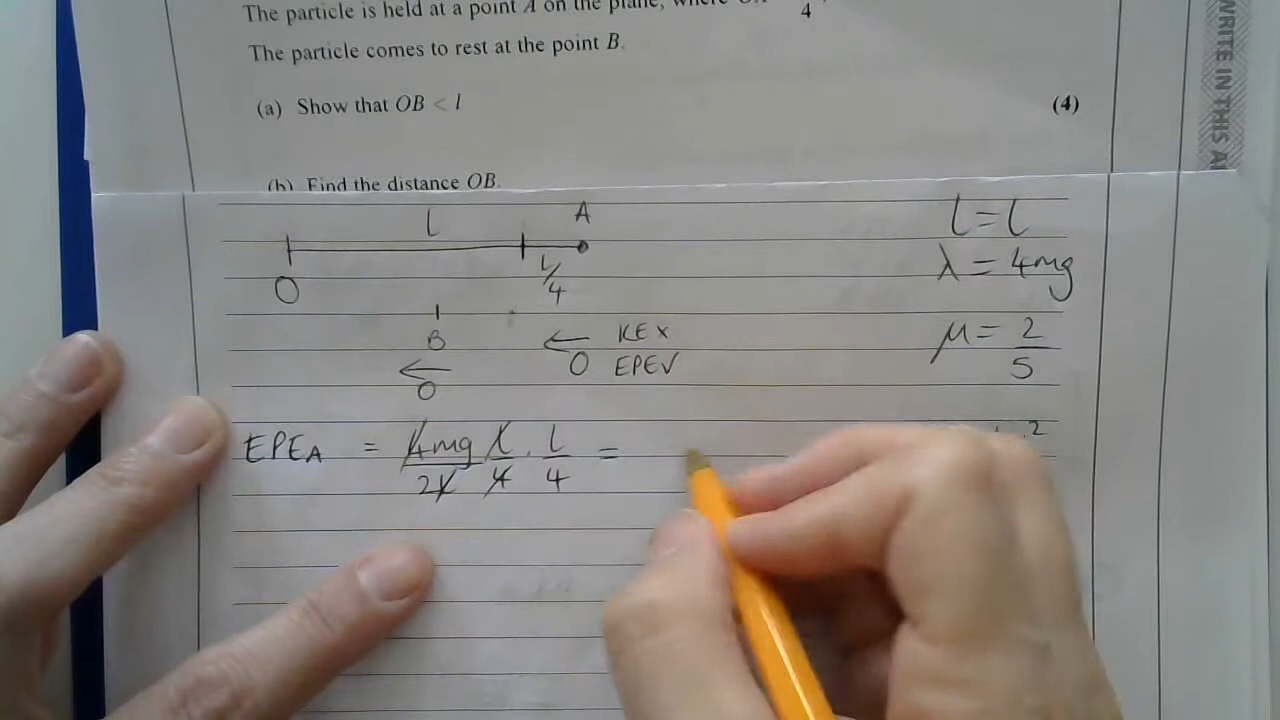 The particle is held at a point A on the plane, where 4
The particle comes to rest at the point B.
(a) Show that OB < l (4)
(b) Find the distance OB.
l A l = l
O l/4 λ = 4mg
B ← KE x μ = 2/5
← O EPE ✓
O
EPE_A = 4mg/2l l/4 . l/4 = 2
WRITE IN THIS